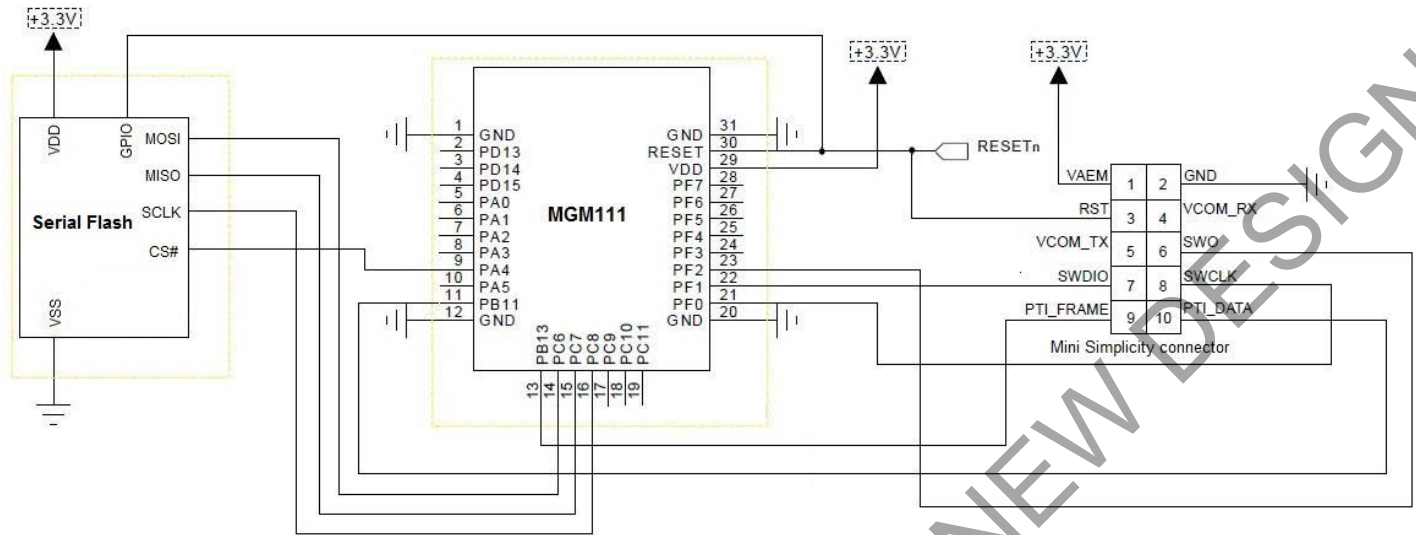 +3.3V
VDD
GPIO
MOSI
MISO
SCLK
CS#
VSS
Serial Flash
MGM111
1 GND
2 PD13
3 PD14
4 PD15
5 PA0
6 PA1
7 PA2
8 PA3
9 PA4
10 PA5
11 PB11
12 GND
13 PB13
14 PC6
15 PC7
16 PC8
17 PC9
18 PC10
19 PC11
31 GND
30 RESET
29 VDD
28 PF7
27 PF6
26 PF5
25 PF4
24 PF3
23 PF2
22 PF1
21 PF0
20 GND
+3.3V
RESETn
+3.3V
VAEM 1 2 GND
RST 3 4 VCOM_RX
VCOM_TX 5 6 SWO
SWDIO 7 8 SWCLK
PTI_FRAME 9 10 PTI_DATA
Mini Simplicity connector
NEW DESIGN